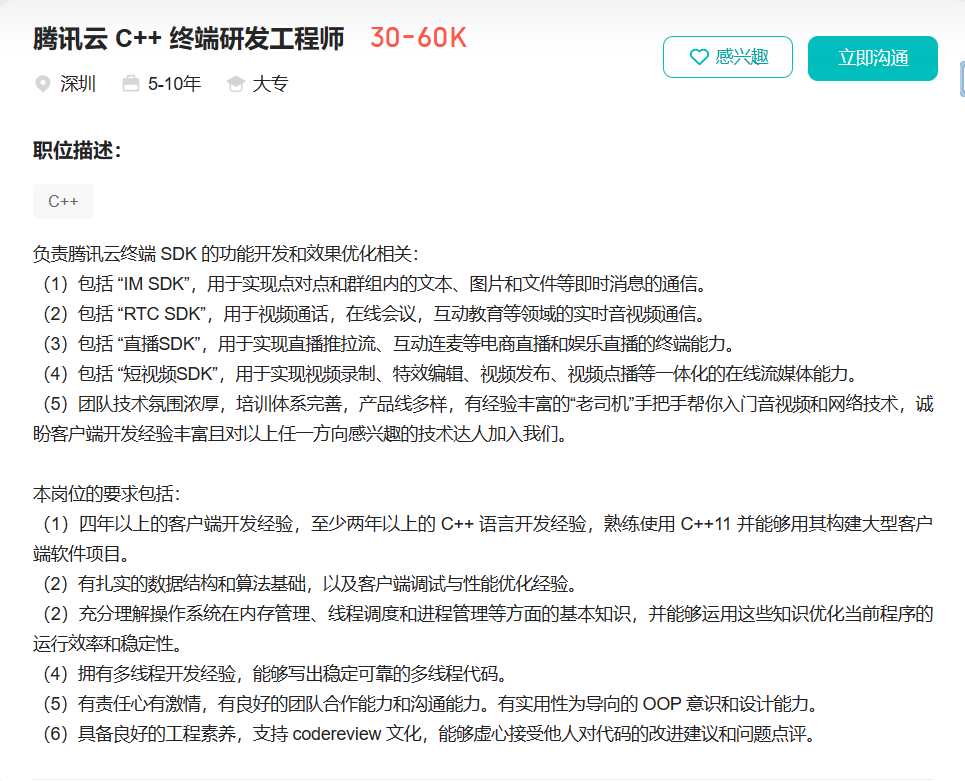 腾讯云 C++ 终端研发工程师 30-60K
感兴趣
立即沟通
深圳 5-10年 大专
职位描述：
C++
负责腾讯云终端 SDK 的功能开发和效果优化相关：
（1）包括 “IM SDK”，用于实现点对点和群组内的文本、图片和文件等即时消息的通信。
（2）包括 “RTC SDK”，用于视频通话，在线会议，互动教育等领域的实时音视频通信。
（3）包括 “直播SDK”，用于实现直播推拉流、互动连麦等电商直播和娱乐直播的终端能力。
（4）包括 “短视频SDK”，用于实现视频录制、特效编辑、视频发布、视频点播等一体化的在线流媒体能力。
（5）团队技术氛围浓厚，培训体系完善，产品线多样，有经验丰富的“老司机”手把手帮你入门音视频和网络技术，诚
盼客户端开发经验丰富且对以上任一方向感兴趣的技术达人加入我们。
本岗位的要求包括：
（1）四年以上的客户端开发经验，至少两年以上的 C++ 语言开发经验，熟练使用 C++11 并能够用其构建大型客户
端软件项目。
（2）有扎实的数据结构和算法基础，以及客户端调试与性能优化经验。
（2）充分理解操作系统在内存管理、线程调度和进程管理等方面的基本知识，并能够运用这些知识优化当前程序的
运行效率和稳定性。
（4）拥有多线程开发经验，能够写出稳定可靠的多线程代码。
（5）有责任心有激情，有良好的团队合作能力和沟通能力。有实用性为导向的 OOP 意识和设计能力。
（6）具备良好的工程素养，支持 codereview 文化，能够虚心接受他人对代码的改进建议和问题点评。